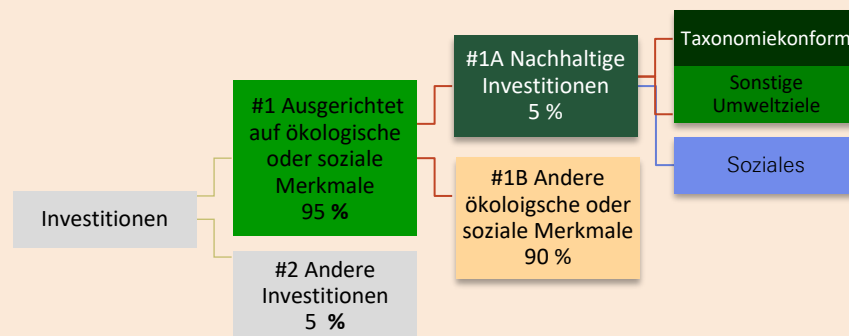 Investitionen
#1 Ausgerichtet
auf ökologische
oder soziale
Merkmale
95 %
#2 Andere
Investitionen
5 %
#1A Nachhaltige
Investitionen
5 %
#1B Andere
ökoloigsche oder
soziale Merkmale
90 %
Taxonomiekonform
Sonstige
Umweltziele
Soziales